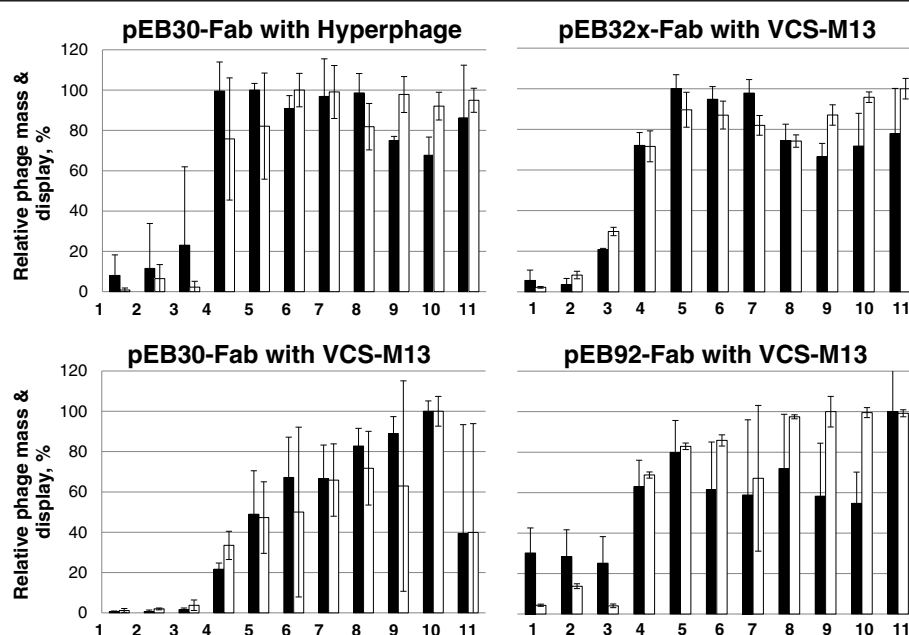 pEB30-Fab with Hyperphage
pEB32x-Fab with VCS-M13
Relative phage mass &
display, %
120
100
80
60
40
20
0
1 2 3 4 5 6 7 8 9 10 11
1 2 3 4 5 6 7 8 9 10 11
pEB30-Fab with VCS-M13
pEB92-Fab with VCS-M13
Relative phage mass &
display, %
120
100
80
60
40
20
0
1 2 3 4 5 6 7 8 9 10 11
1 2 3 4 5 6 7 8 9 10 11